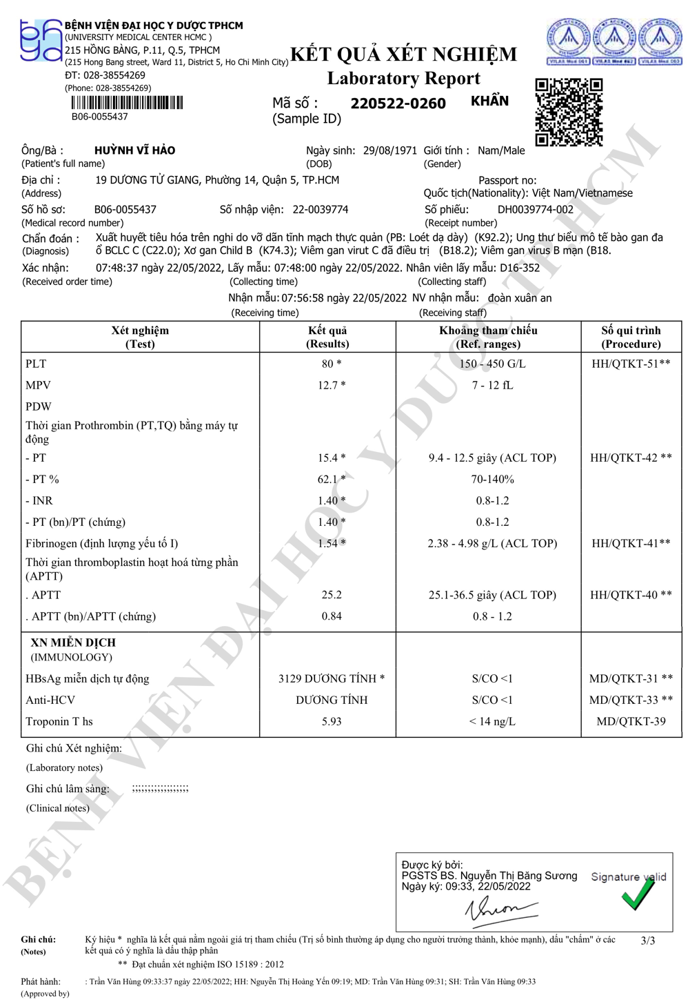 BỆNH VIỆN ĐẠI HỌC Y DƯỢC TPHCM
(UNIVERSITY MEDICAL CENTER HCMC )
215 HỒNG BÀNG, P.11, Q.5, TPHCM
(215 Hong Bang street, Ward 11, District 5, Ho Chi Minh City)
ĐT: 028-38554269
(Phone: 028-38554269)
B06-0055437
KẾT QUẢ XÉT NGHIỆM
Laboratory Report
Mã số : 220522-0260 KHẨN
(Sample ID)
VILAS Med 061 VILAS Med 062 VILAS Med 063
Ông/Bà : HUỲNH VĨ HẢO Ngày sinh: 29/08/1971 Giới tính : Nam/Male
(Patient's full name) (DOB) (Gender)
Địa chỉ : 19 DƯƠNG TỬ GIANG, Phường 14, Quận 5, TP.HCM Passport no:
(Address) Quốc tịch(Nationality): Việt Nam/Vietnamese
Số hồ sơ: B06-0055437 Số nhập viện: 22-0039774 Số phiếu: DH0039774-002
(Medical record number) (Receipt number)
Chẩn đoán : Xuất huyết tiêu hóa trên nghi do vỡ dãn tĩnh mạch thực quản (PB: Loét dạ dày) (K92.2); Ung thư biểu mô tế bào gan đa
(Diagnosis) ổ BCLC C (C22.0); Xơ gan Child B (K74.3); Viêm gan virut C đã điều trị (B18.2); Viêm gan virus B mạn (B18.
Xác nhận: 07:48:37 ngày 22/05/2022, Lấy mẫu: 07:48:00 ngày 22/05/2022. Nhân viên lấy mẫu: D16-352
(Received order time) (Collecting time) (Collecting staff)
Nhận mẫu: 07:56:58 ngày 22/05/2022 NV nhận mẫu: đoàn xuân an
(Receiving time) (Receiving staff)
Xét nghiệm Kết quả Khoảng tham chiếu Số qui trình
(Test) (Results) (Ref. ranges) (Procedure)
PLT 80 * 150 - 450 G/L HH/QTKT-51**
MPV 12.7 * 7 - 12 fL
PDW
Thời gian Prothrombin (PT,TQ) bằng máy tự
động
- PT 15.4 * 9.4 - 12.5 giây (ACL TOP) HH/QTKT-42 **
- PT % 62.1 * 70-140%
- INR 1.40 * 0.8-1.2
- PT (bn)/PT (chứng) 1.40 * 0.8-1.2
Fibrinogen (định lượng yếu tố I) 1.54 * 2.38 - 4.98 g/L (ACL TOP) HH/QTKT-41**
Thời gian thromboplastin hoạt hoá từng phần
(APTT)
. APTT 25.2 25.1-36.5 giây (ACL TOP) HH/QTKT-40 **
. APTT (bn)/APTT (chứng) 0.84 0.8 - 1.2
XN MIỄN DỊCH
(IMMUNOLOGY)
HBsAg miễn dịch tự động 3129 DƯƠNG TÍNH * S/CO <1 MD/QTKT-31 **
Anti-HCV DƯƠNG TÍNH S/CO <1 MD/QTKT-33 **
Troponin T hs 5.93 < 14 ng/L MD/QTKT-39
Ghi chú Xét nghiệm:
(Laboratory notes)
Ghi chú lâm sàng: ;;;;;;;;;;;;;;;;;;
(Clinical notes)
BỆNH VIỆN ĐẠI HỌC Y DƯỢC TP.HCM
Được ký bởi:
PGSTS BS. Nguyễn Thị Băng Sương
Ngày ký: 09:33, 22/05/2022
Signature valid
Ghi chú: Ký hiệu * nghĩa là kết quả nằm ngoài giá trị tham chiếu (Trị số bình thường áp dụng cho người trưởng thành, khỏe mạnh), dấu "chấm" ở các 3/3
(Notes) kết quả có ý nghĩa là dấu thập phân
** Đạt chuẩn xét nghiệm ISO 15189 : 2012
Phát hành: : Trần Văn Hùng 09:33:37 ngày 22/05/2022; HH: Nguyễn Thị Hoàng Yến 09:19; MD: Trần Văn Hùng 09:31; SH: Trần Văn Hùng 09:33
(Approved by)